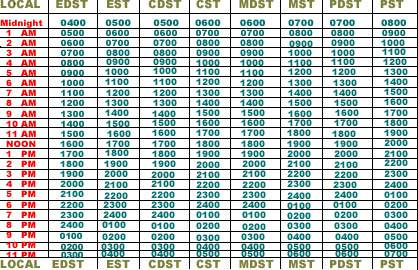 LOCAL EDST EST CDST CST MDST MST PDST PST
Midnight 0400 0500 0500 0600 0600 0700 0700 0800
1 AM 0500 0600 0600 0700 0700 0800 0800 0900
2 AM 0600 0700 0700 0800 0800 0900 0900 1000
3 AM 0700 0800 0800 0900 0900 1000 1000 1100
4 AM 0800 0900 0900 1000 1000 1100 1100 1200
5 AM 0900 1000 1000 1100 1100 1200 1200 1300
6 AM 1000 1100 1100 1200 1200 1300 1300 1400
7 AM 1100 1200 1200 1300 1300 1400 1400 1500
8 AM 1200 1300 1300 1400 1400 1500 1500 1600
9 AM 1300 1400 1400 1500 1500 1600 1600 1700
10 AM 1400 1500 1500 1600 1600 1700 1700 1800
11 AM 1500 1600 1600 1700 1700 1800 1800 1900
NOON 1600 1700 1700 1800 1800 1900 1900 2000
1 PM 1700 1800 1800 1900 1900 2000 2000 2100
2 PM 1800 1900 1900 2000 2000 2100 2100 2200
3 PM 1900 2000 2000 2100 2100 2200 2200 2300
4 PM 2000 2100 2100 2200 2200 2300 2300 2400
5 PM 2100 2200 2200 2300 2300 2400 2400 0100
6 PM 2200 2300 2300 2400 2400 0100 0100 0200
7 PM 2300 2400 2400 0100 0100 0200 0200 0300
8 PM 2400 0100 0100 0200 0200 0300 0300 0400
9 PM 0100 0200 0200 0300 0300 0400 0400 0500
10 PM 0200 0300 0300 0400 0400 0500 0500 0600
11 PM 0300 0400 0400 0500 0500 0600 0600 0700
LOCAL EDST EST CDST CST MDST MST PDST PST